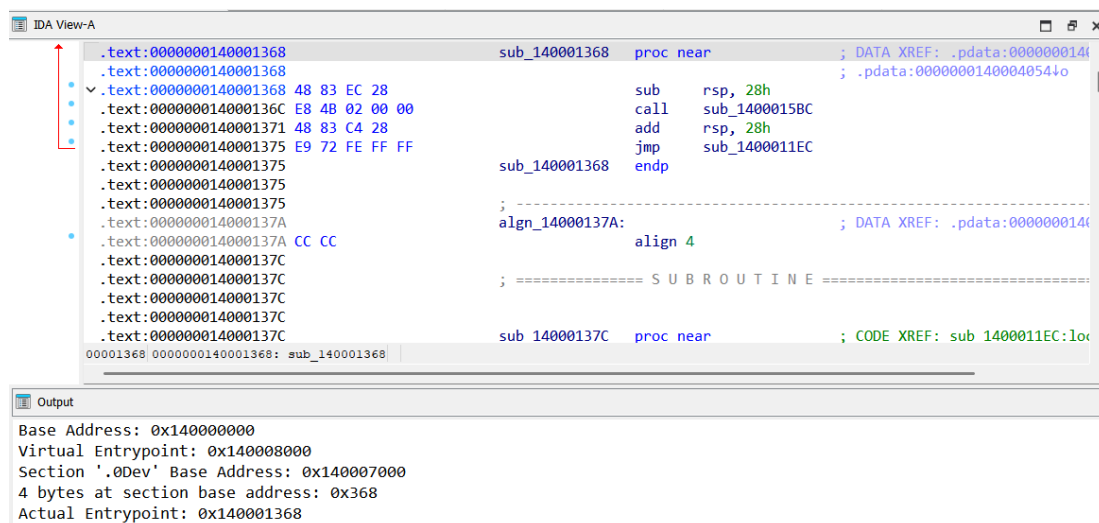 IDA View-A
.text:0000000140001368 sub_140001368 proc near ; DATA XREF: .pdata:000000014
.text:0000000140001368 ; .pdata:0000000140004054↓o
.text:0000000140001368 48 83 EC 28 sub rsp, 28h
.text:000000014000136C E8 4B 02 00 00 call sub_1400015BC
.text:0000000140001371 48 83 C4 28 add rsp, 28h
.text:0000000140001375 E9 72 FE FF FF jmp sub_1400011EC
.text:0000000140001375 sub_140001368 endp
.text:0000000140001375
.text:0000000140001375 ; ---------------------------------------------------------------------
.text:000000014000137A algn_14000137A: ; DATA XREF: .pdata:000000014
.text:000000014000137A CC CC align 4
.text:000000014000137C
.text:000000014000137C ; =============== S U B R O U T I N E ================================
.text:000000014000137C
.text:000000014000137C
.text:000000014000137C sub_14000137C proc near ; CODE XREF: sub_1400011EC:loc
00001368 0000000140001368: sub_140001368
Output
Base Address: 0x140000000
Virtual Entrypoint: 0x140008000
Section '.0Dev' Base Address: 0x140007000
4 bytes at section base address: 0x368
Actual Entrypoint: 0x140001368